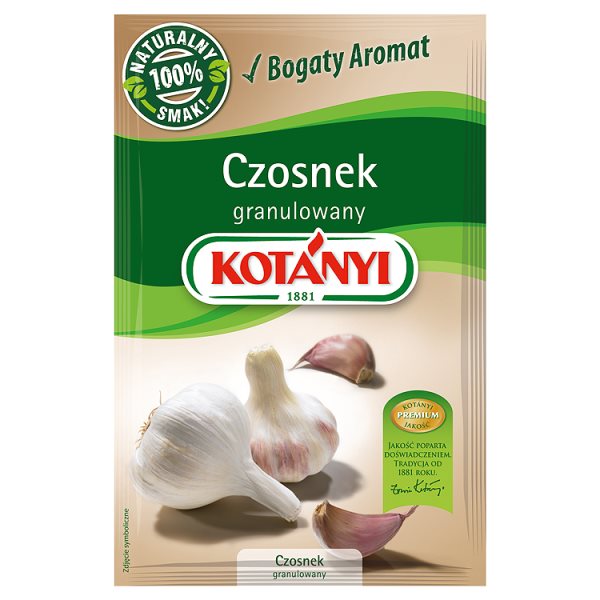 NATURALNY
100%
SMAK!
✓ Bogaty Aromat
Czosnek
granulowany
KOTÁNYI
1881
KOTÁNYI
PREMIUM
JAKOŚĆ
JAKOŚĆ POPARTA
DOŚWIADCZENIEM.
TRADYCJA OD
1881 ROKU.
Zdjęcie symboliczne
Czosnek
granulowany